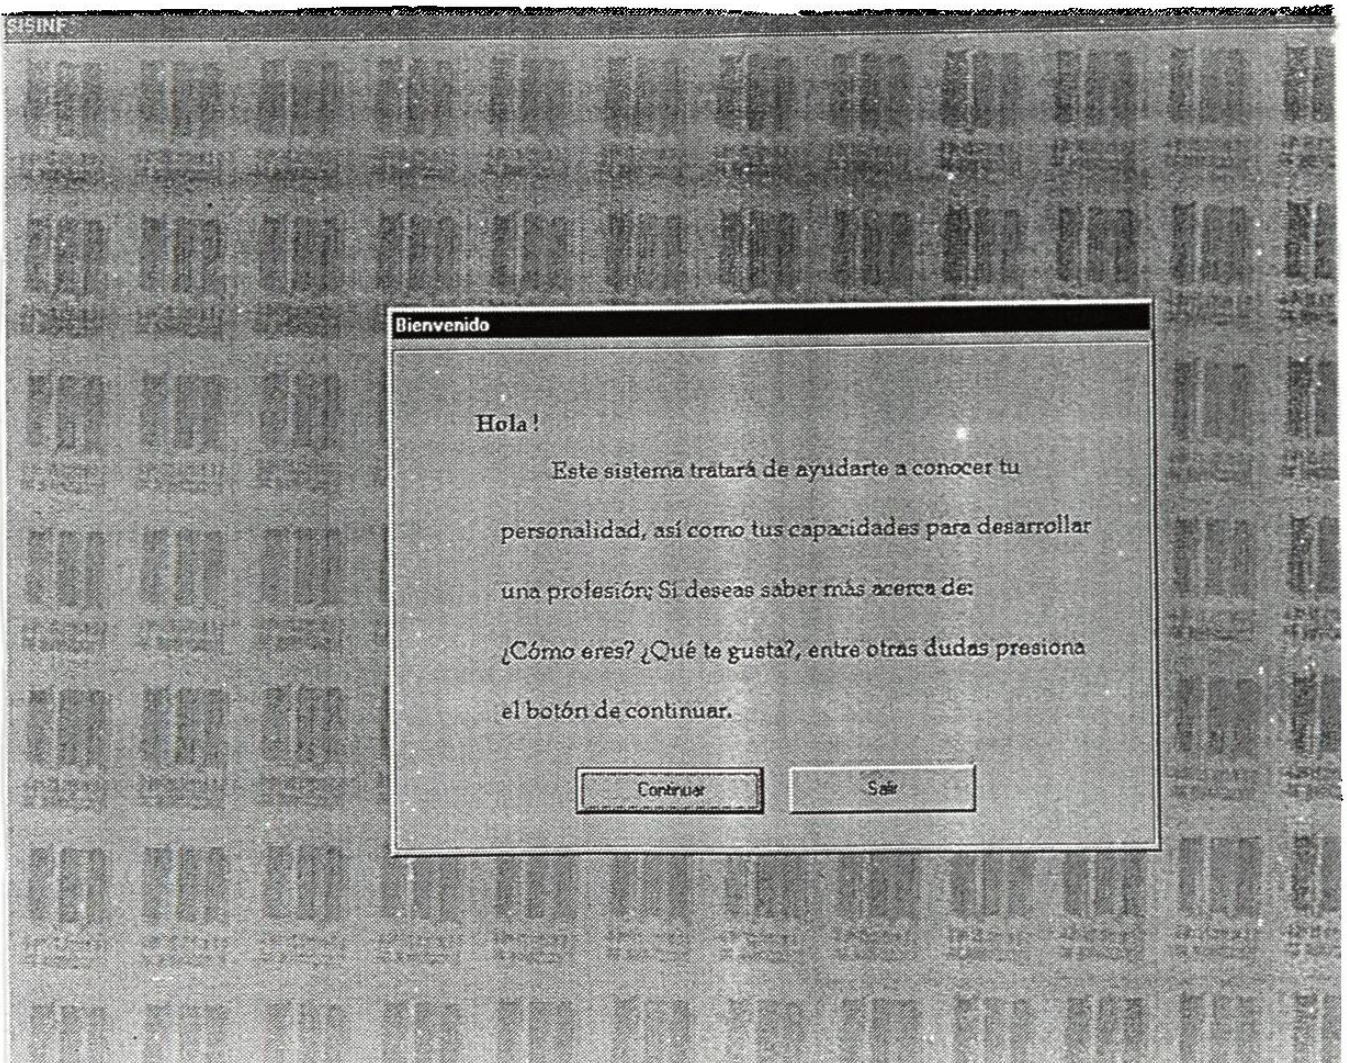 SISINF
Bienvenido
Hola !
Este sistema tratará de ayudarte a conocer tu
personalidad, así como tus capacidades para desarrollar
una profesión; Si deseas saber más acerca de:
¿Cómo eres? ¿Qué te gusta?, entre otras dudas presiona
el botón de continuar.
Continuar
Salir